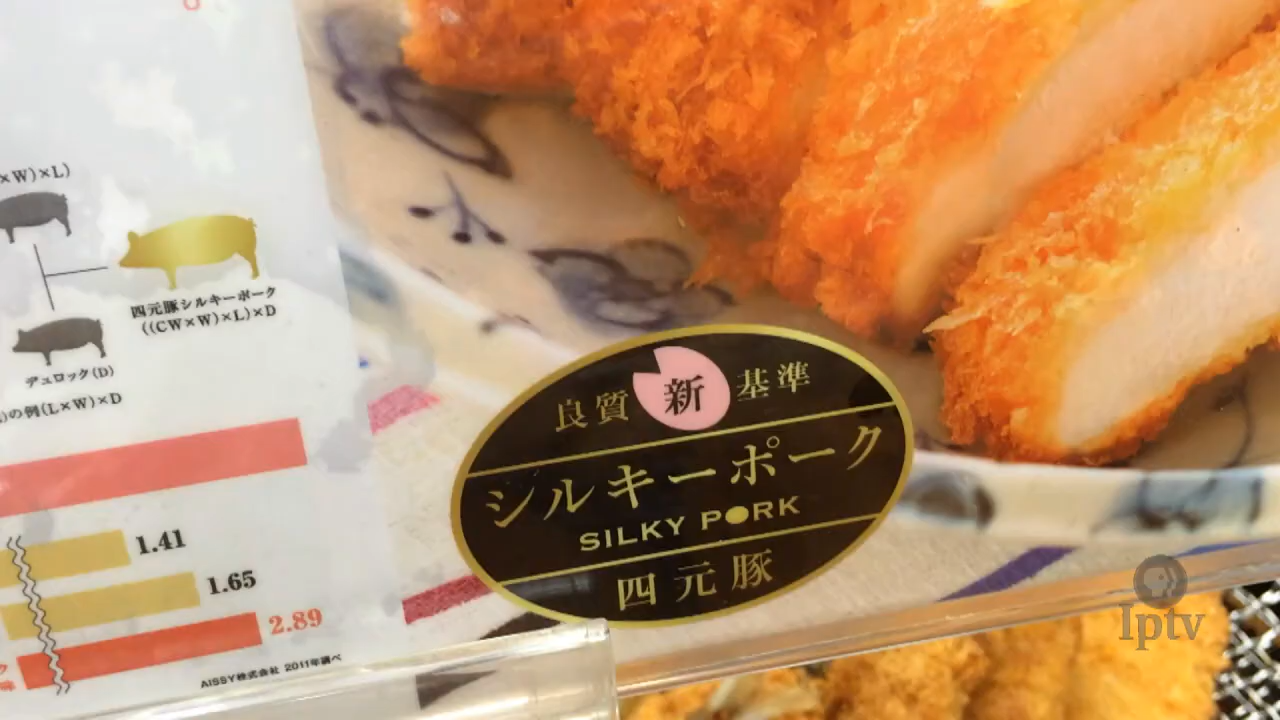 ×W)×L)
四元豚シルキーポーク
((CW×W)×L)×D
デュロック(D)
の例(L×W)×D
1.41
1.65
2.89
AISSY株式会社 2011年調べ
良質 新 基準
シルキーポーク
SILKY PORK
四元豚
Iptv